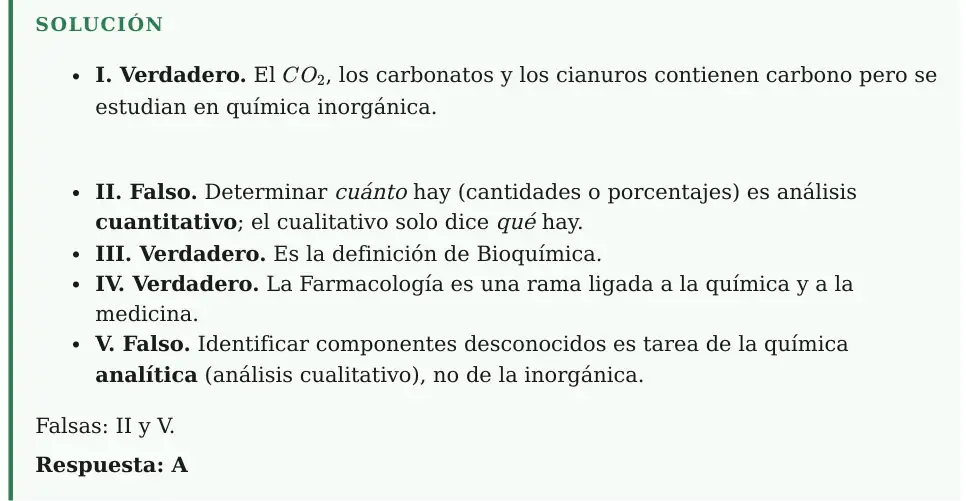 SOLUCIÓN
• I. Verdadero. El CO₂, los carbonatos y los cianuros contienen carbono pero se
estudian en química inorgánica.
• II. Falso. Determinar cuánto hay (cantidades o porcentajes) es análisis
cuantitativo; el cualitativo solo dice qué hay.
• III. Verdadero. Es la definición de Bioquímica.
• IV. Verdadero. La Farmacología es una rama ligada a la química y a la
medicina.
• V. Falso. Identificar componentes desconocidos es tarea de la química
analítica (análisis cualitativo), no de la inorgánica.
Falsas: II y V.
Respuesta: A